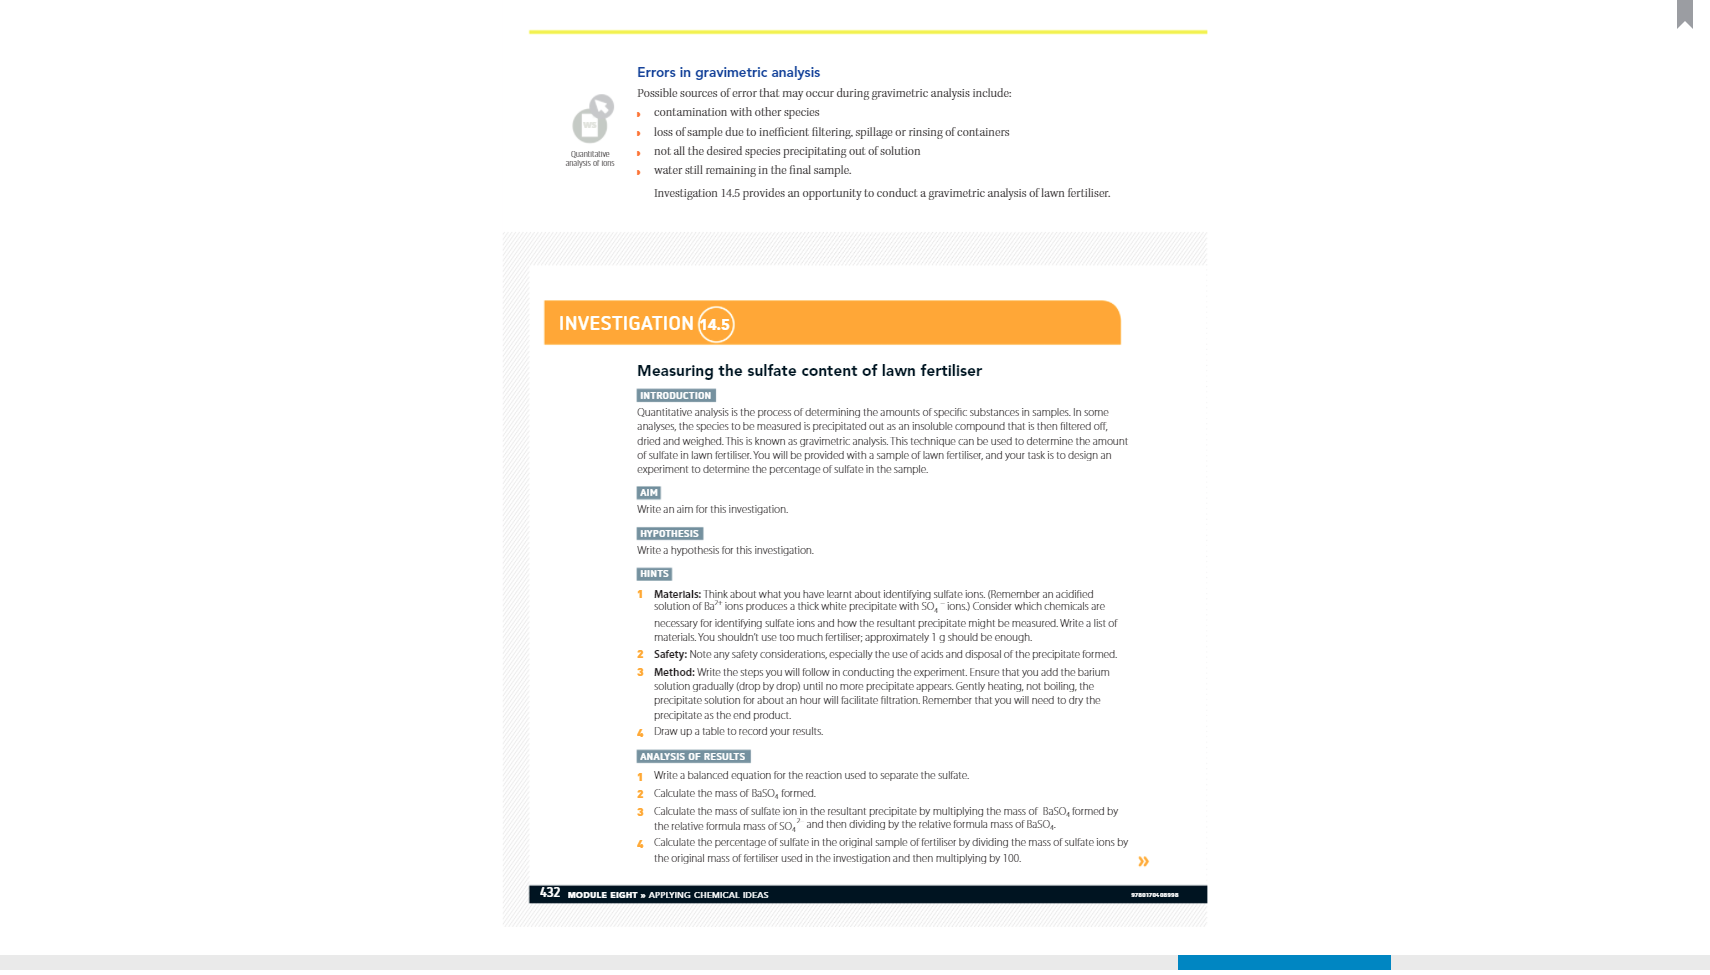 Errors in gravimetric analysis
Possible sources of error that may occur during gravimetric analysis include:
contamination with other species
loss of sample due to inefficient filtering, spillage or rinsing of containers
not all the desired species precipitating out of solution
water still remaining in the final sample.
Investigation 14.5 provides an opportunity to conduct a gravimetric analysis of lawn fertiliser.
WS
Quantitative
analysis of ions
INVESTIGATION 14.5
Measuring the sulfate content of lawn fertiliser
INTRODUCTION
Quantitative analysis is the process of determining the amounts of specific substances in samples. In some
analyses, the species to be measured is precipitated out as an insoluble compound that is then filtered off,
dried and weighed. This is known as gravimetric analysis. This technique can be used to determine the amount
of sulfate in lawn fertiliser. You will be provided with a sample of lawn fertiliser, and your task is to design an
experiment to determine the percentage of sulfate in the sample.
AIM
Write an aim for this investigation.
HYPOTHESIS
Write a hypothesis for this investigation.
HINTS
1 Materials: Think about what you have learnt about identifying sulfate ions. (Remember an acidified
solution of Ba²⁺ ions produces a thick white precipitate with SO₄⁻ ions.) Consider which chemicals are
necessary for identifying sulfate ions and how the resultant precipitate might be measured. Write a list of
materials. You shouldn't use too much fertiliser; approximately 1 g should be enough.
2 Safety: Note any safety considerations, especially the use of acids and disposal of the precipitate formed.
3 Method: Write the steps you will follow in conducting the experiment. Ensure that you add the barium
solution gradually (drop by drop) until no more precipitate appears. Gently heating, not boiling, the
precipitate solution for about an hour will facilitate filtration. Remember that you will need to dry the
precipitate as the end product.
4 Draw up a table to record your results.
ANALYSIS OF RESULTS
1 Write a balanced equation for the reaction used to separate the sulfate.
2 Calculate the mass of BaSO₄ formed.
3 Calculate the mass of sulfate ion in the resultant precipitate by multiplying the mass of BaSO₄ formed by
the relative formula mass of SO₄² and then dividing by the relative formula mass of BaSO₄.
4 Calculate the percentage of sulfate in the original sample of fertiliser by dividing the mass of sulfate ions by
the original mass of fertiliser used in the investigation and then multiplying by 100.
»
432 MODULE EIGHT » APPLYING CHEMICAL IDEAS
9780170408998